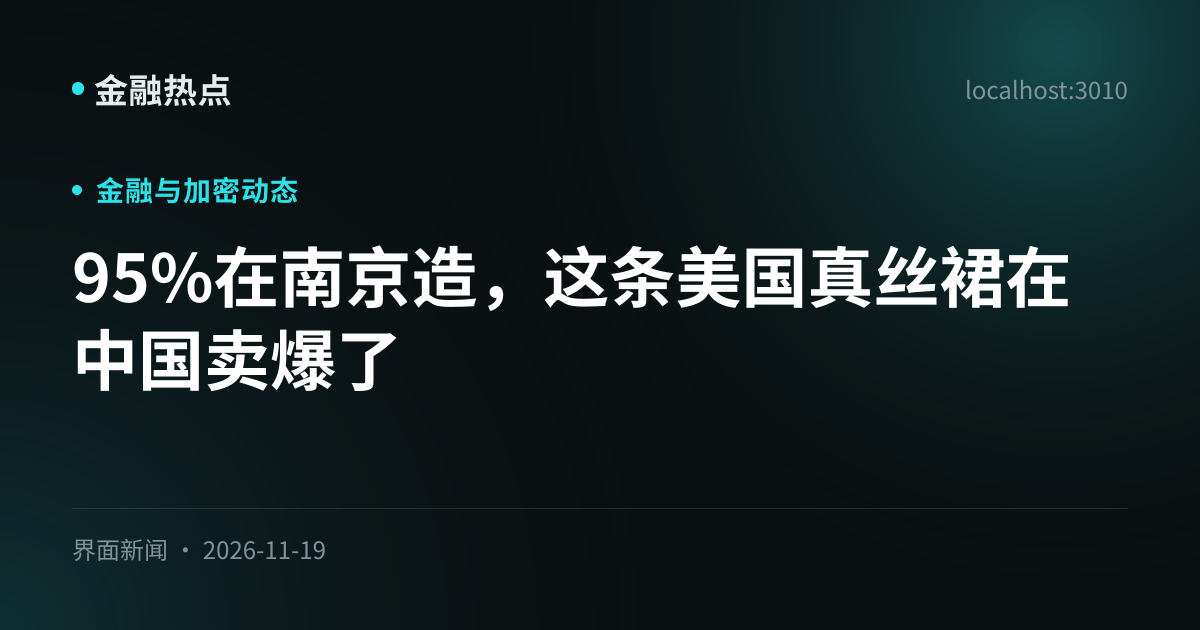 金融热点
localhost:3010
金融与加密动态
95%在南京造，这条美国真丝裙在
中国卖爆了
界面新闻 • 2026-11-19